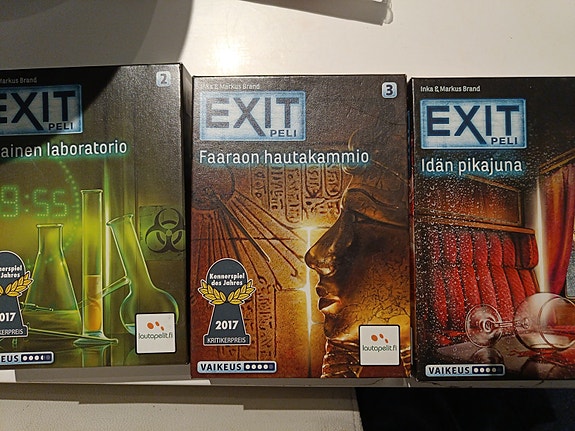 Markus Brand
2
EXIT
PELI
ainen laboratorio
9:55
Kennerspiel
des Jahres
2017
KRITIKERPREIS
lautapelit.fi
VAIKEUS
Inka & Markus Brand
3
EXIT
PELI
Faaraon hautakammio
Kennerspiel
des Jahres
2017
KRITIKERPREIS
lautapelit.fi
VAIKEUS
Inka & Markus Brand
EXIT
PELI
Idän pikajuna
VAIKEUS